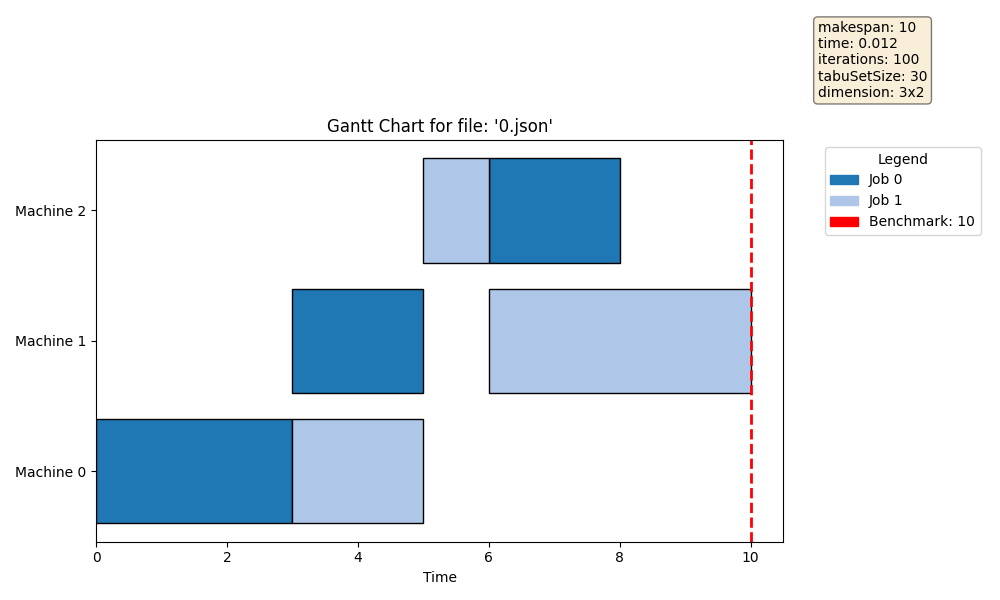 makespan: 10
time: 0.012
iterations: 100
tabuSetSize: 30
dimension: 3x2
Gantt Chart for file: '0.json'
Legend
Job 0
Job 1
Benchmark: 10
Machine 2
Machine 1
Machine 0
0 2 4 6 8 10
Time